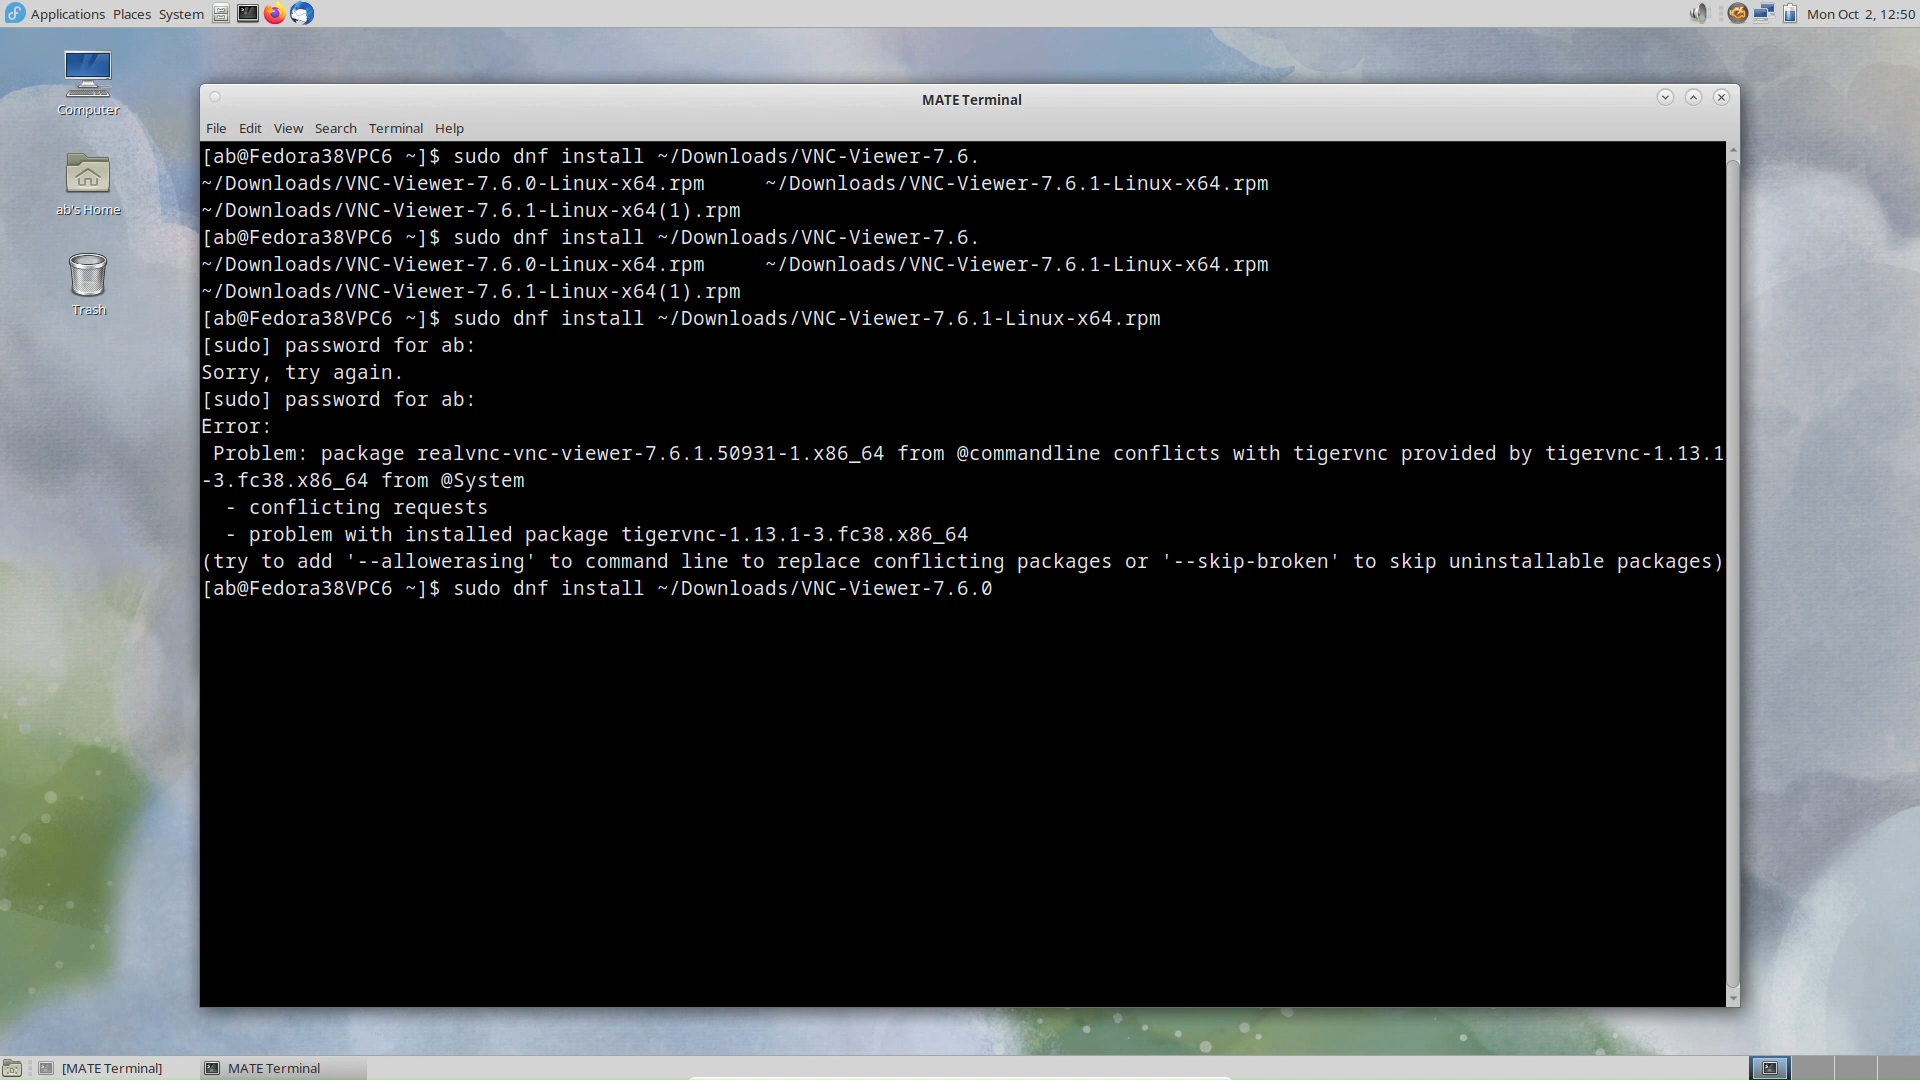 Applications Places System
Mon Oct 2, 12:50
Computer
ab's Home
Trash
MATE Terminal
File Edit View Search Terminal Help
[ab@Fedora38VPC6 ~]$ sudo dnf install ~/Downloads/VNC-Viewer-7.6.
~/Downloads/VNC-Viewer-7.6.0-Linux-x64.rpm     ~/Downloads/VNC-Viewer-7.6.1-Linux-x64.rpm
~/Downloads/VNC-Viewer-7.6.1-Linux-x64(1).rpm
[ab@Fedora38VPC6 ~]$ sudo dnf install ~/Downloads/VNC-Viewer-7.6.
~/Downloads/VNC-Viewer-7.6.0-Linux-x64.rpm     ~/Downloads/VNC-Viewer-7.6.1-Linux-x64.rpm
~/Downloads/VNC-Viewer-7.6.1-Linux-x64(1).rpm
[ab@Fedora38VPC6 ~]$ sudo dnf install ~/Downloads/VNC-Viewer-7.6.1-Linux-x64.rpm
[sudo] password for ab:
Sorry, try again.
[sudo] password for ab:
Error:
 Problem: package realvnc-vnc-viewer-7.6.1.50931-1.x86_64 from @commandline conflicts with tigervnc provided by tigervnc-1.13.1
-3.fc38.x86_64 from @System
  - conflicting requests
  - problem with installed package tigervnc-1.13.1-3.fc38.x86_64
(try to add '--allowerasing' to command line to replace conflicting packages or '--skip-broken' to skip uninstallable packages)
[ab@Fedora38VPC6 ~]$ sudo dnf install ~/Downloads/VNC-Viewer-7.6.0
[MATE Terminal]
MATE Terminal